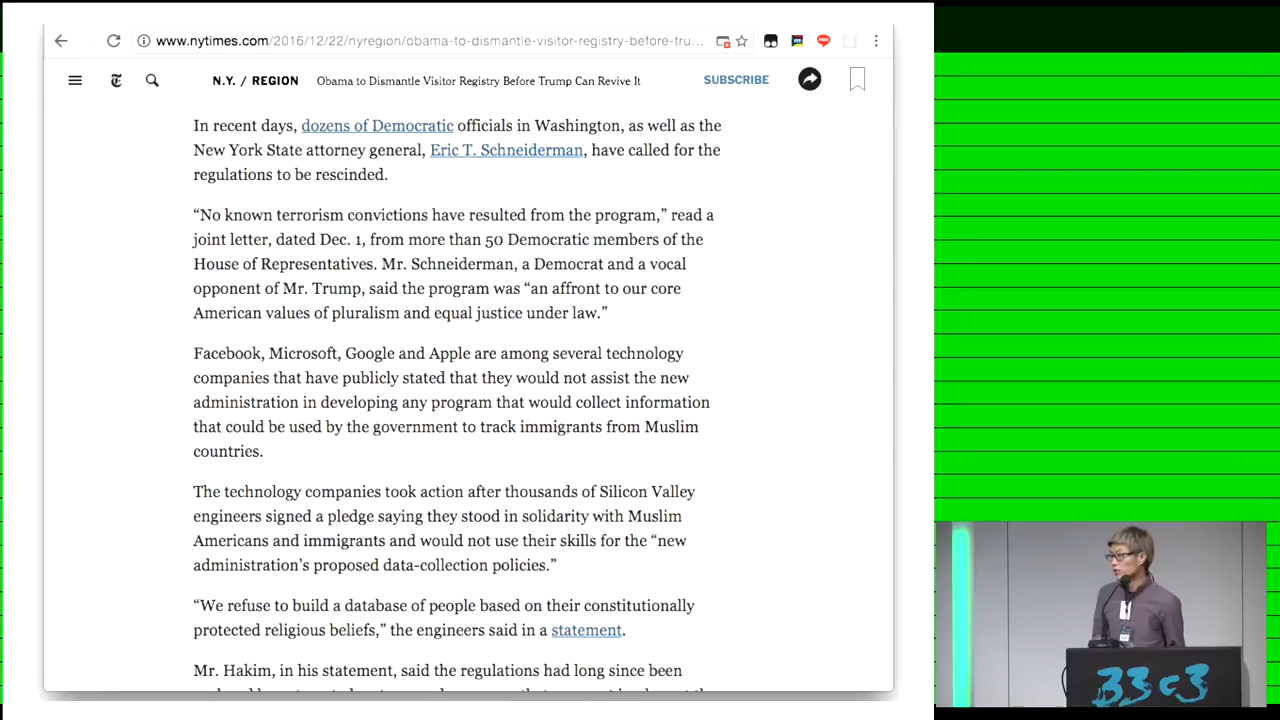 www.nytimes.com/2016/12/22/nyregion/obama-to-dismantle-visitor-registry-before-tru...
N.Y. / REGION Obama to Dismantle Visitor Registry Before Trump Can Revive It SUBSCRIBE
In recent days, dozens of Democratic officials in Washington, as well as the
New York State attorney general, Eric T. Schneiderman, have called for the
regulations to be rescinded.
“No known terrorism convictions have resulted from the program,” read a
joint letter, dated Dec. 1, from more than 50 Democratic members of the
House of Representatives. Mr. Schneiderman, a Democrat and a vocal
opponent of Mr. Trump, said the program was “an affront to our core
American values of pluralism and equal justice under law.”
Facebook, Microsoft, Google and Apple are among several technology
companies that have publicly stated that they would not assist the new
administration in developing any program that would collect information
that could be used by the government to track immigrants from Muslim
countries.
The technology companies took action after thousands of Silicon Valley
engineers signed a pledge saying they stood in solidarity with Muslim
Americans and immigrants and would not use their skills for the “new
administration’s proposed data-collection policies.”
“We refuse to build a database of people based on their constitutionally
protected religious beliefs,” the engineers said in a statement.
Mr. Hakim, in his statement, said the regulations had long since been
33c3